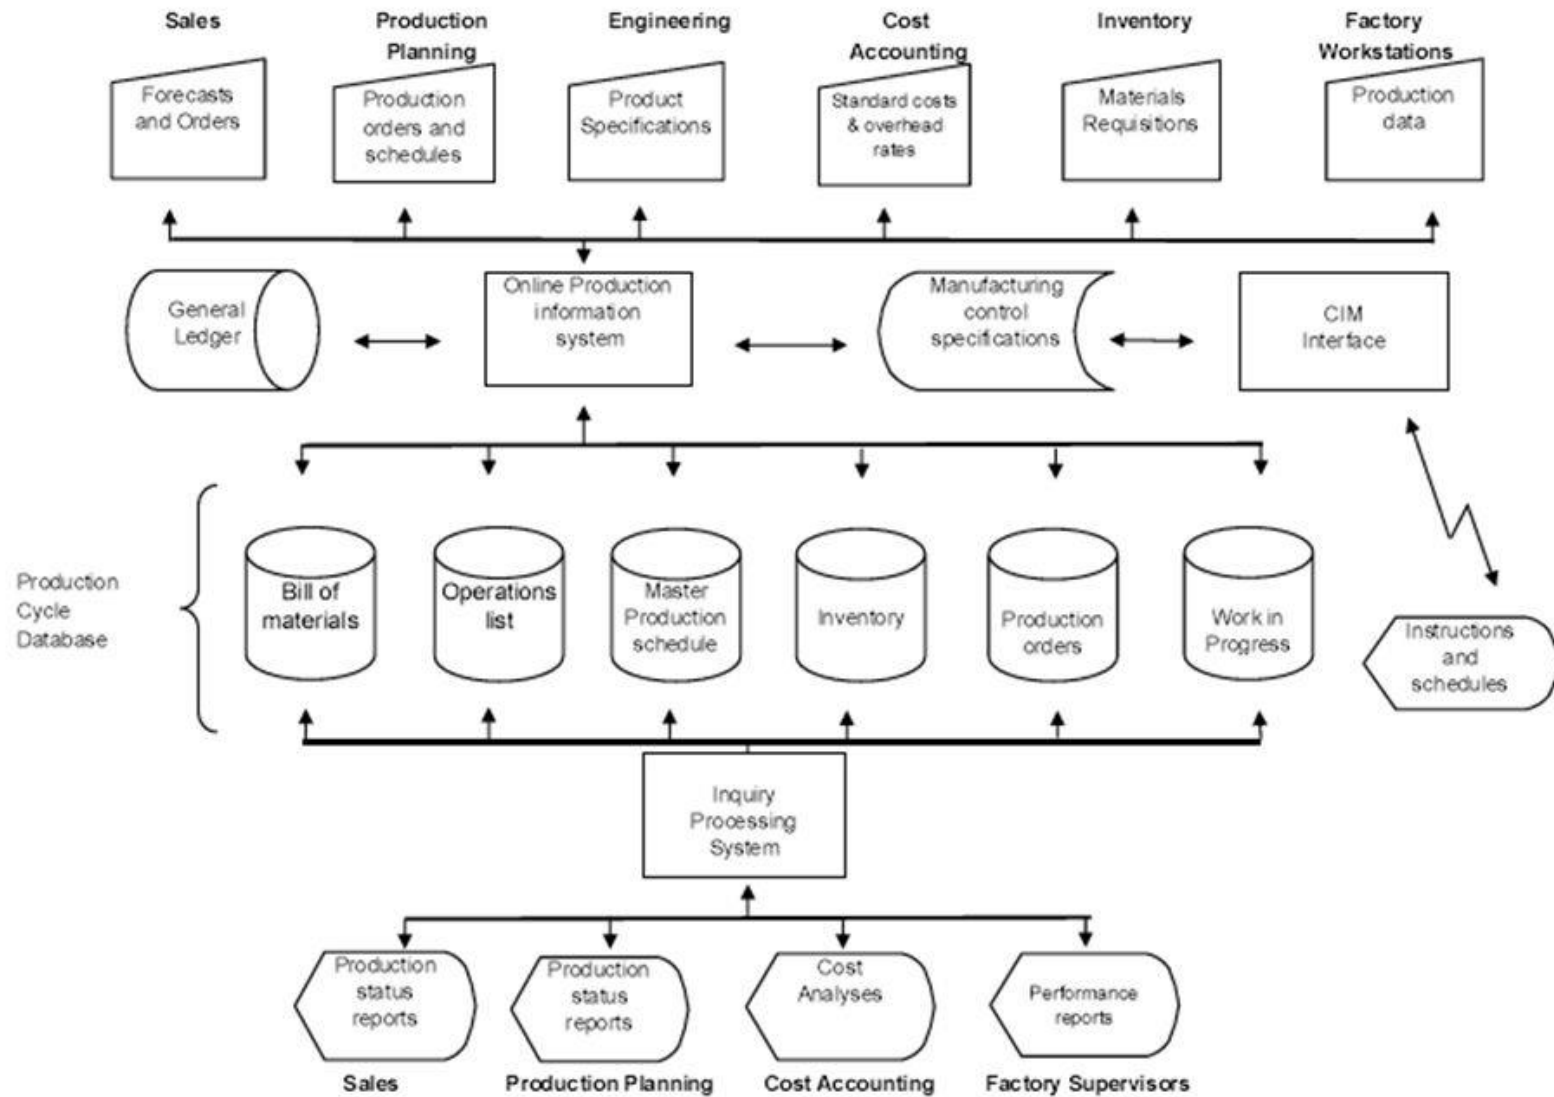 Sales
Production
Planning
Engineering
Cost
Accounting
Inventory
Factory
Workstations
Forecasts
and Orders
Production
orders and
schedules
Product
Specifications
Standard costs
& overhead
rates
Materials
Requisitions
Production
data
General
Ledger
Online Production
information
system
Manufacturing
control
specifications
CIM
Interface
Production
Cycle
Database
Bill of
materials
Operations
list
Master
Production
schedule
Inventory
Production
orders
Work in
Progress
Instructions
and
schedules
Inquiry
Processing
System
Production
status
reports
Production
status
reports
Cost
Analyses
Performance
reports
Sales
Production Planning
Cost Accounting
Factory Supervisors